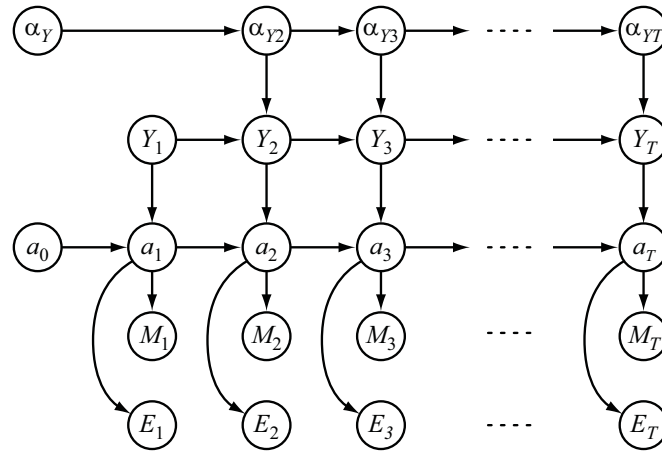 α_Y α_Y2 α_Y3 α_YT
Y_1 Y_2 Y_3 Y_T
a_0 a_1 a_2 a_3 a_T
M_1 M_2 M_3 M_T
E_1 E_2 E_3 E_T